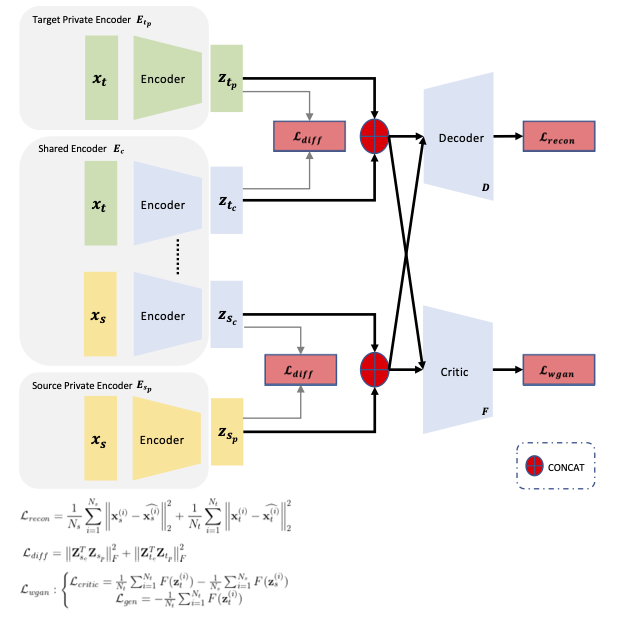 Target Private Encoder E_{t_p}
x_t
Encoder
z_{t_p}
Shared Encoder E_c
x_t
Encoder
z_{t_c}
x_s
Encoder
z_{s_c}
Source Private Encoder E_{s_p}
x_s
Encoder
z_{s_p}
ℒ_{diff}
ℒ_{diff}
Decoder
D
ℒ_{recon}
Critic
F
ℒ_{wgan}
CONCAT
\mathcal{L}_{recon} = \frac{1}{N_s} \sum_{i=1}^{N_s} \left\| \mathbf{x}_s^{(i)} - \widehat{\mathbf{x}_s^{(i)}} \right\|_2^2 + \frac{1}{N_t} \sum_{i=1}^{N_t} \left\| \mathbf{x}_t^{(i)} - \widehat{\mathbf{x}_t^{(i)}} \right\|_2^2
\mathcal{L}_{diff} = \left\| \mathbf{Z}_{s_c}^T \mathbf{Z}_{s_p} \right\|_F^2 + \left\| \mathbf{Z}_{t_c}^T \mathbf{Z}_{t_p} \right\|_F^2
\mathcal{L}_{wgan} : \begin{cases} \mathcal{L}_{critic} = \frac{1}{N_t} \sum_{i=1}^{N_t} F(\mathbf{z}_t^{(i)}) - \frac{1}{N_s} \sum_{i=1}^{N_s} F(\mathbf{z}_s^{(i)}) \\ \mathcal{L}_{gen} = -\frac{1}{N_t} \sum_{i=1}^{N_t} F(\mathbf{z}_t^{(i)}) \end{cases}